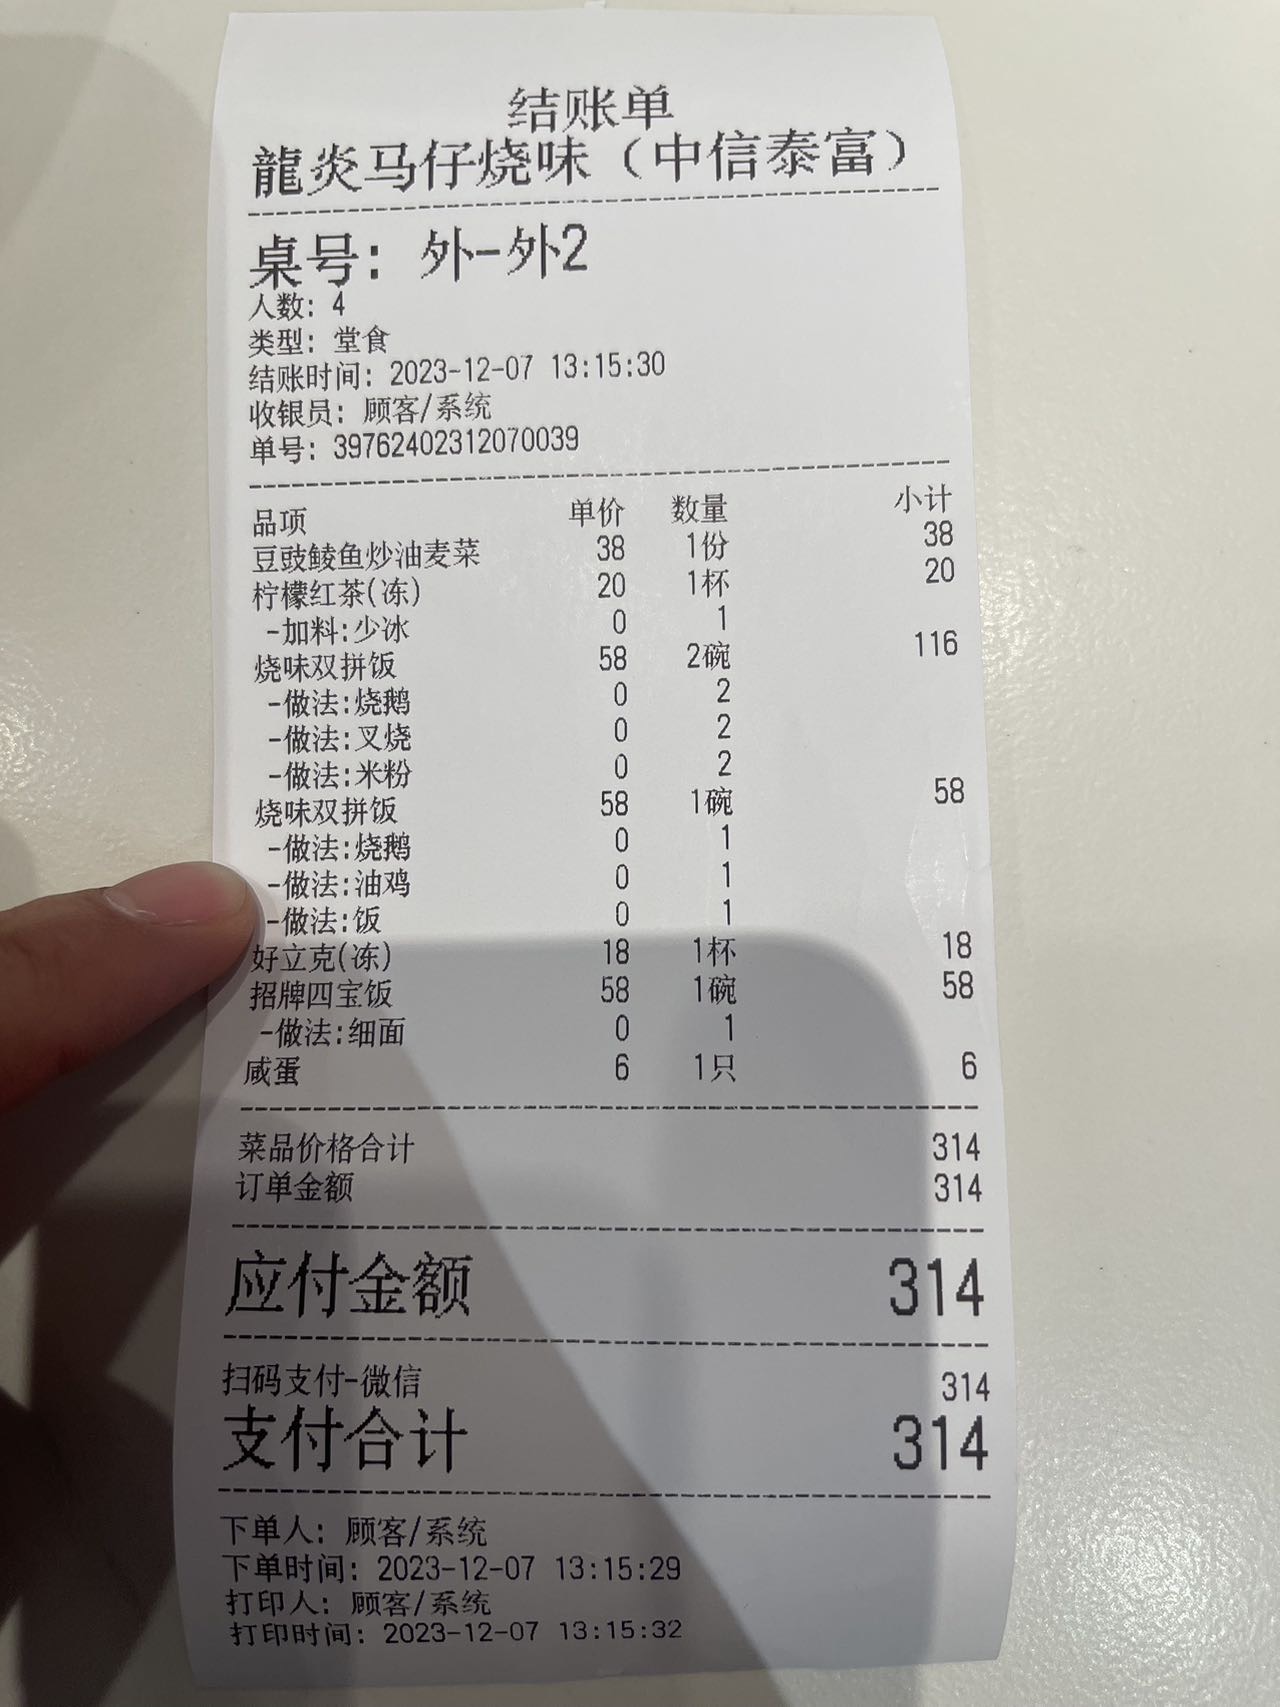 结账单
龍炎马仔烧味（中信泰富）
桌号: 外-外2
人数: 4
类型: 堂食
结账时间: 2023-12-07 13:15:30
收银员: 顾客/系统
单号: 39762402312070039
品项 单价 数量 小计
豆豉鲮鱼炒油麦菜 38 1份 38
柠檬红茶(冻) 20 1杯 20
-加料:少冰 0 1
烧味双拼饭 58 2碗 116
-做法:烧鹅 0 2
-做法:叉烧 0 2
-做法:米粉 0 2
烧味双拼饭 58 1碗 58
-做法:烧鹅 0 1
-做法:油鸡 0 1
-做法:饭 0 1
好立克(冻) 18 1杯 18
招牌四宝饭 58 1碗 58
-做法:细面 0 1
咸蛋 6 1只 6
菜品价格合计 314
订单金额 314
应付金额 314
扫码支付-微信 314
支付合计 314
下单人: 顾客/系统
下单时间: 2023-12-07 13:15:29
打印人: 顾客/系统
打印时间: 2023-12-07 13:15:32